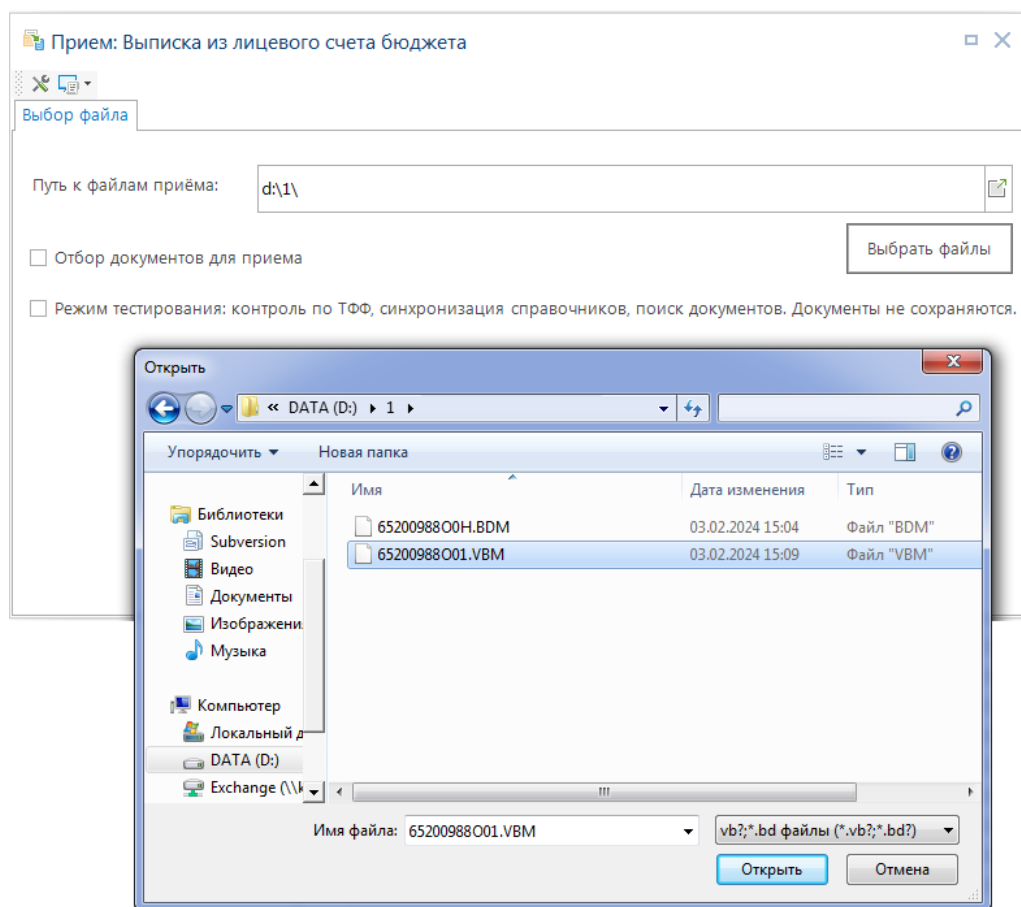 Прием: Выписка из лицевого счета бюджета
Выбор файла
Путь к файлам приёма:
d:\1\
Выбрать файлы
Отбор документов для приема
Режим тестирования: контроль по ТФФ, синхронизация справочников, поиск документов. Документы не сохраняются.
Открыть
« DATA (D:) 1
Упорядочить
Новая папка
Имя
Дата изменения
Тип
65200988O0H.BDM 03.02.2024 15:04 Файл "BDM"
65200988O01.VBM 03.02.2024 15:09 Файл "VBM"
Библиотеки
Subversion
Видео
Документы
Изображени
Музыка
Компьютер
Локальный д
DATA (D:)
Exchange (\\k
Имя файла: 65200988O01.VBM
vb?;*.bd файлы (*.vb?;*.bd?)
Открыть
Отмена